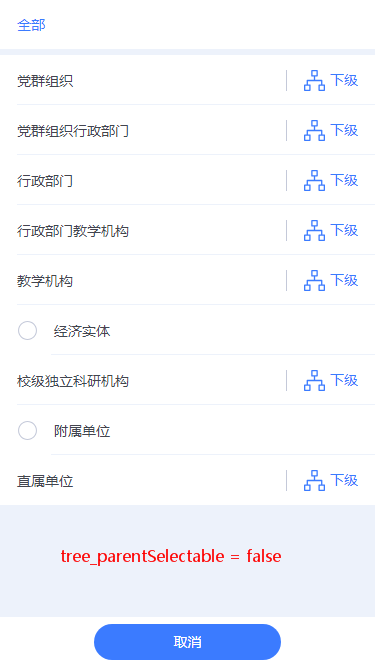 全部
党群组织 下级
党群组织行政部门 下级
行政部门 下级
行政部门教学机构 下级
教学机构 下级
经济实体
校级独立科研机构 下级
附属单位
直属单位 下级
tree_parentSelectable = false
取消